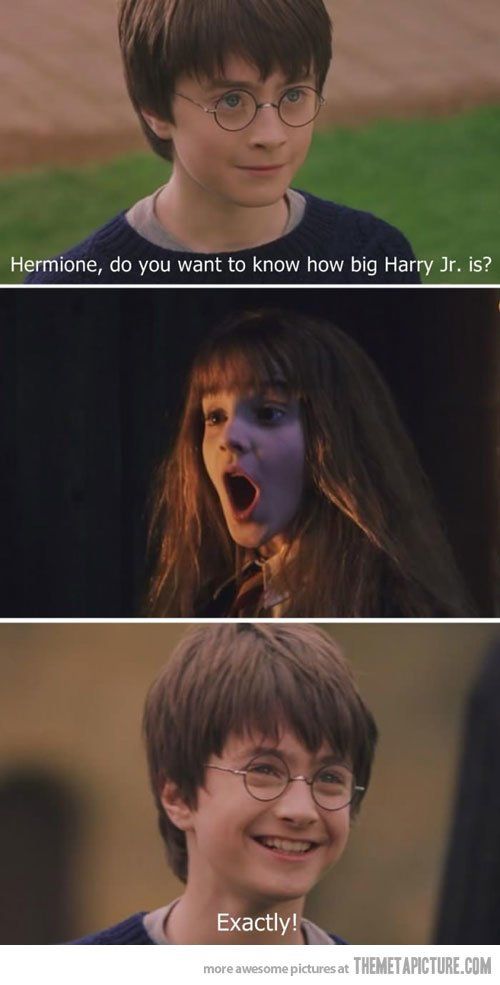 Hermione, do you want to know how big Harry Jr. is?
Exactly!
more awesome pictures at THEMETAPICTURE.COM